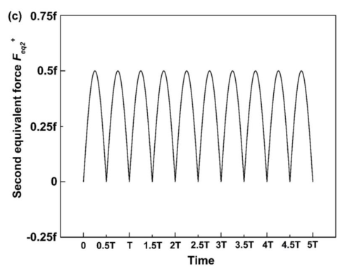 (c)
0.75f
0.5f
0.25f
0
-0.25f
Second equivalent force F_eq2^+
0 0.5T T 1.5T 2T 2.5T 3T 3.5T 4T 4.5T 5T
Time